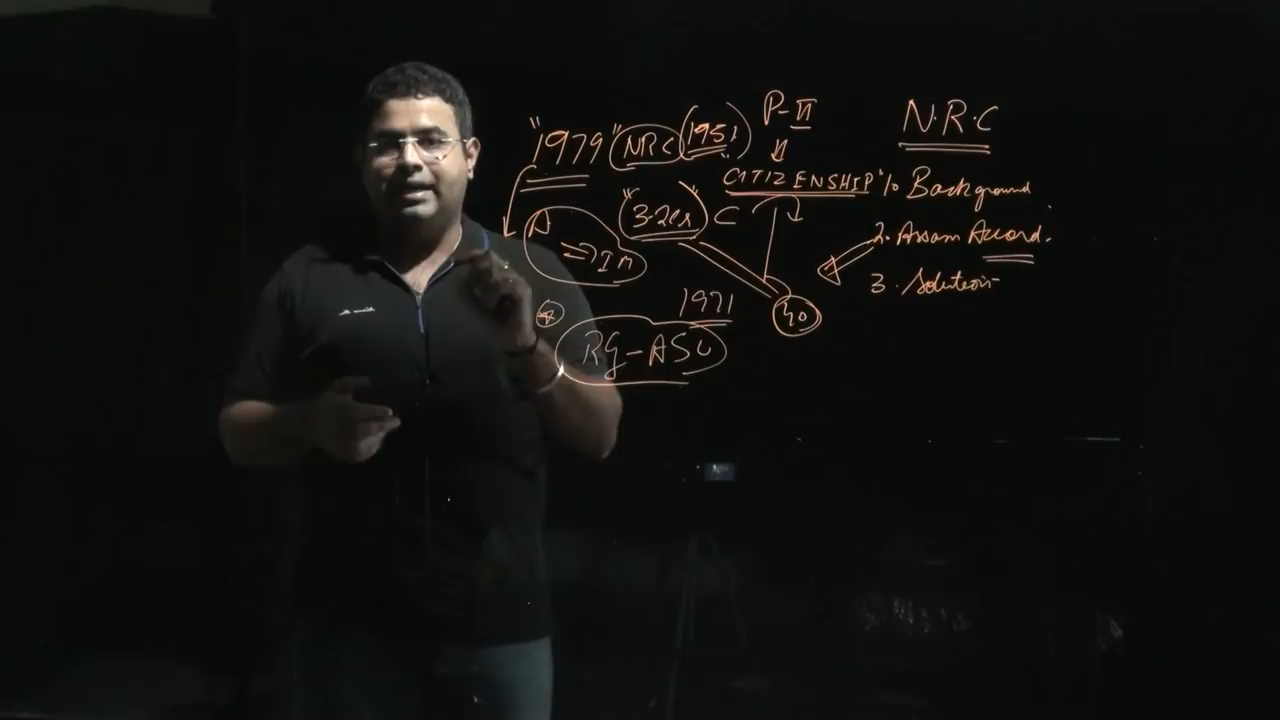 N.R.C
"1979" NRC (1951)
P-II
"CITIZENSHIP"
1. Background
2. Assam Accord.
3. Solution
"3.2cr"
C
A
⇒ IM
40
1971
RG-ASU